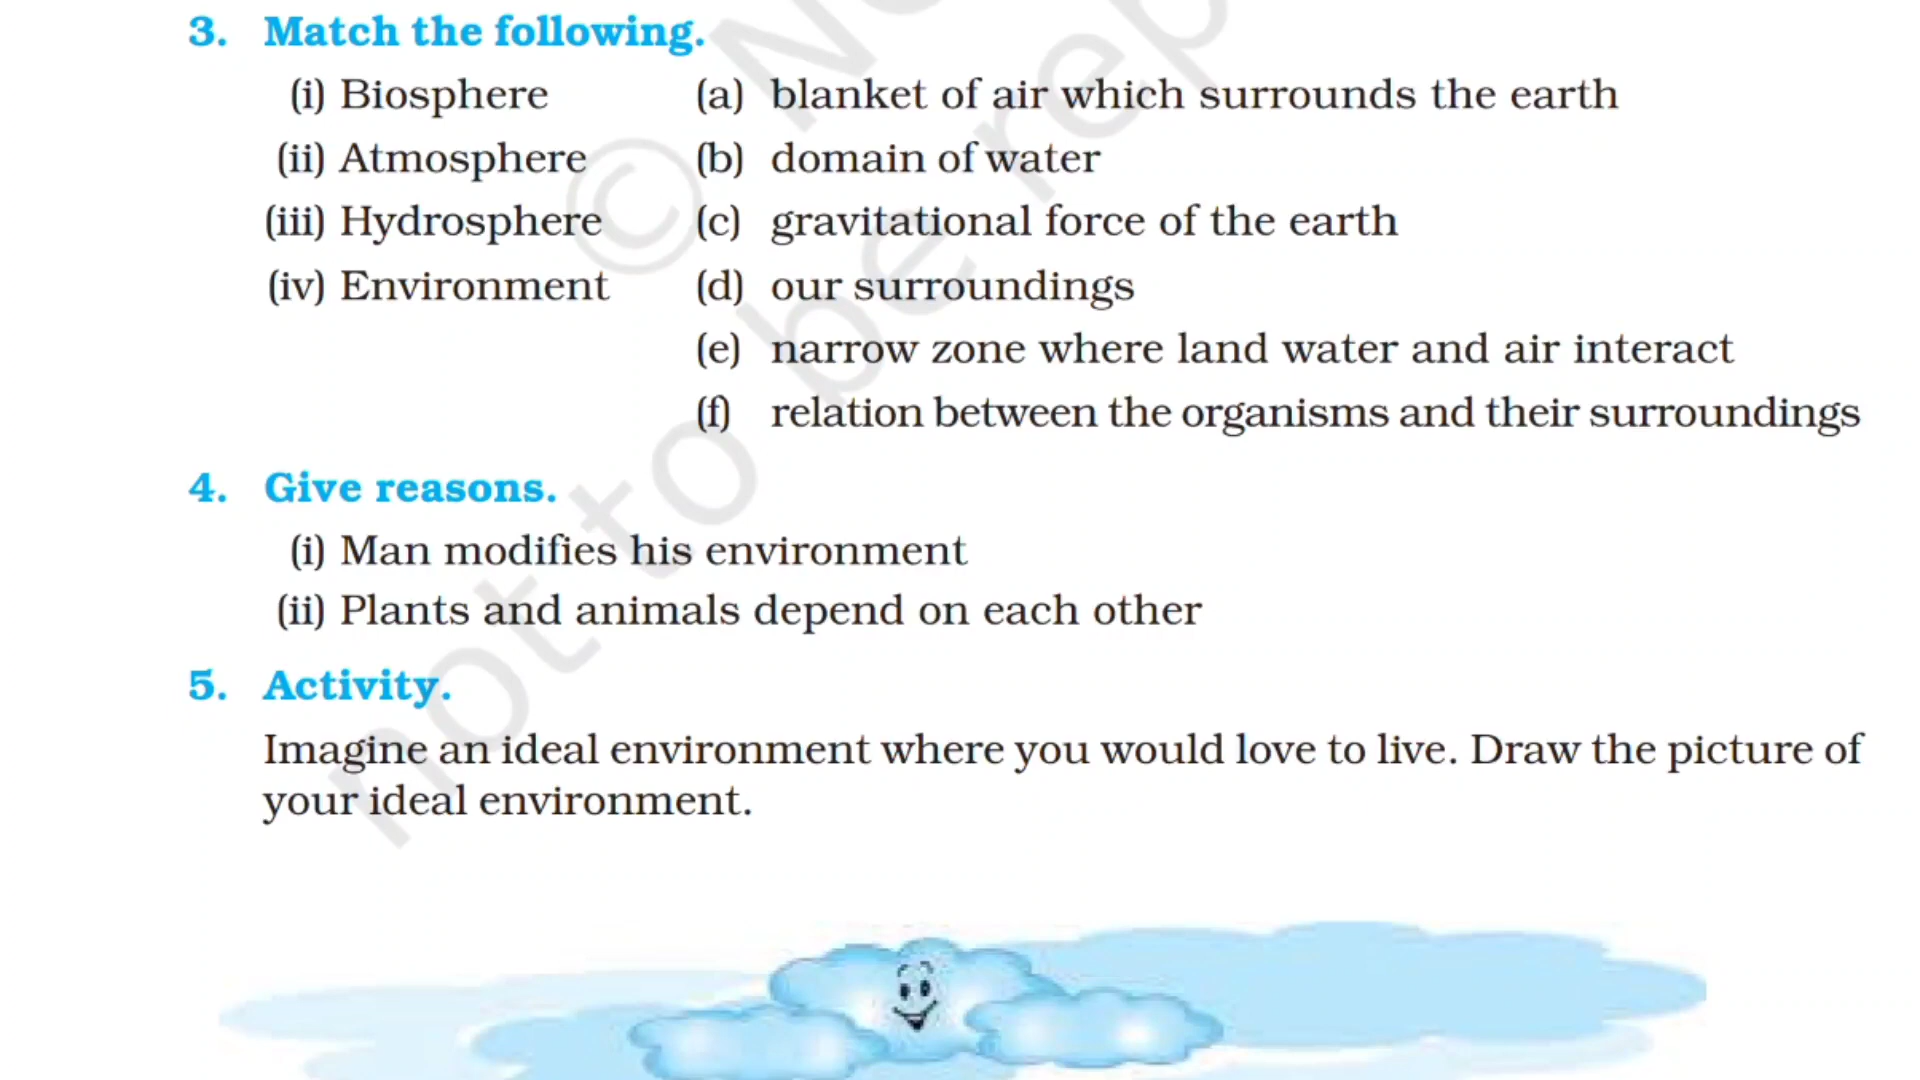 3. Match the following.
(i) Biosphere (a) blanket of air which surrounds the earth
(ii) Atmosphere (b) domain of water
(iii) Hydrosphere (c) gravitational force of the earth
(iv) Environment (d) our surroundings
(e) narrow zone where land water and air interact
(f) relation between the organisms and their surroundings
4. Give reasons.
(i) Man modifies his environment
(ii) Plants and animals depend on each other
5. Activity.
Imagine an ideal environment where you would love to live. Draw the picture of
your ideal environment.
not to be rep
©